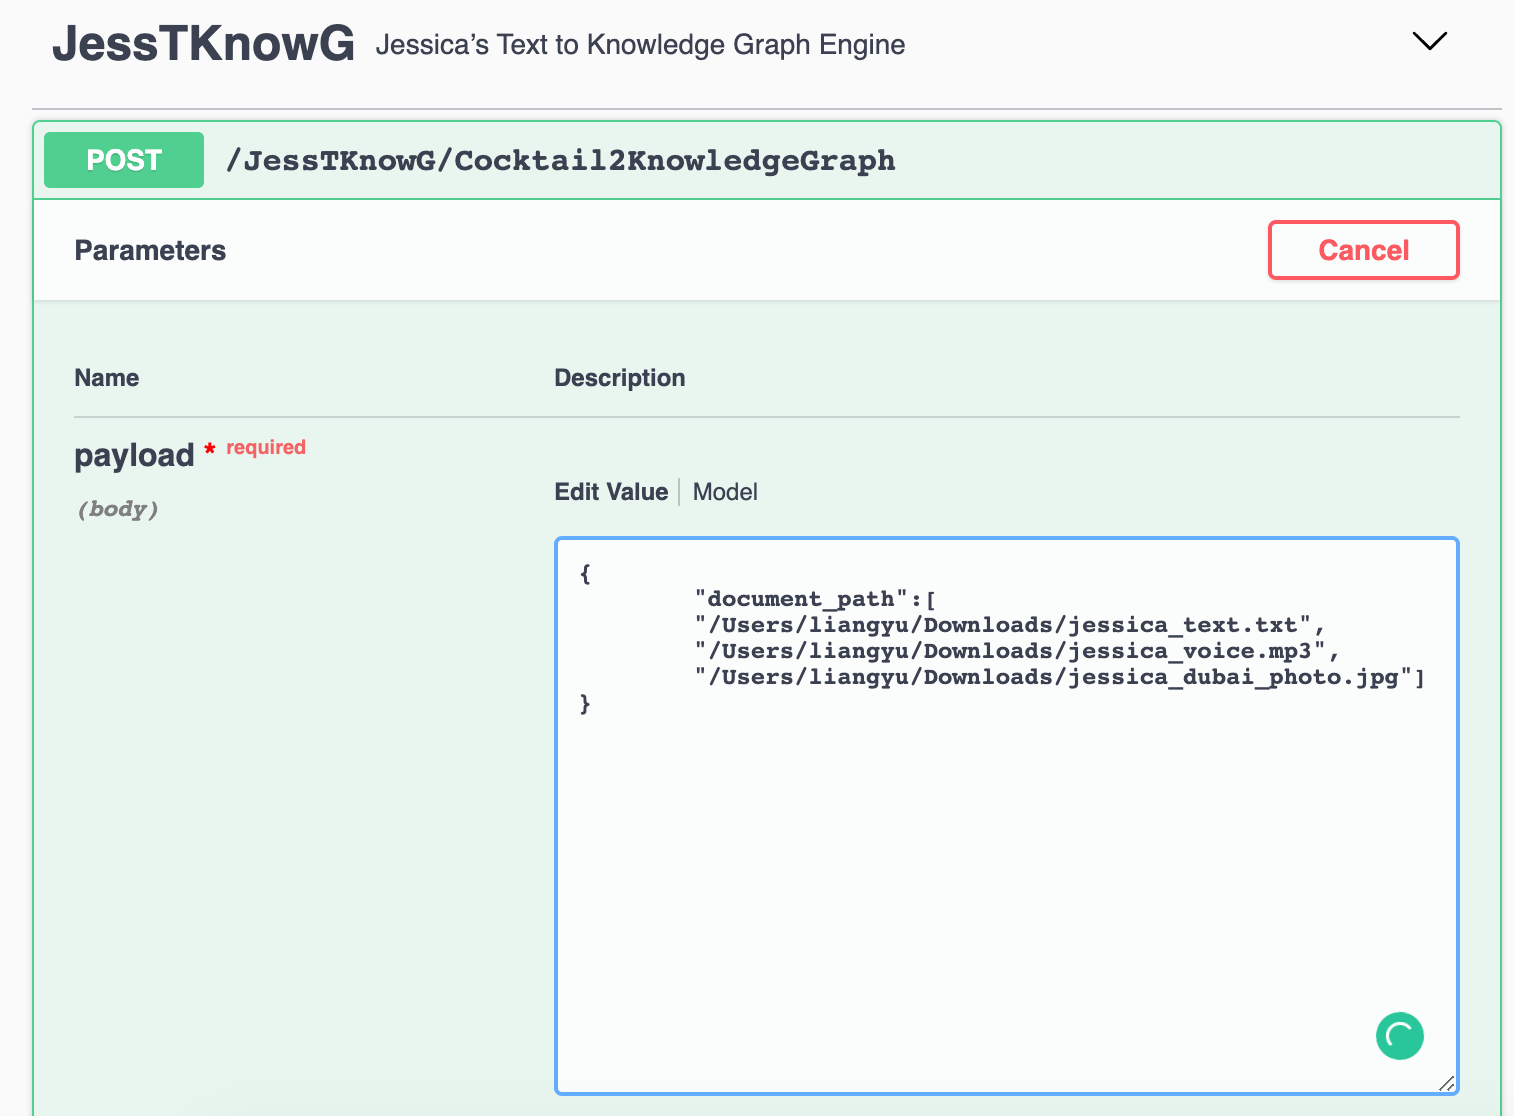 JessTKnowG Jessica’s Text to Knowledge Graph Engine
POST /JessTKnowG/Cocktail2KnowledgeGraph
Parameters Cancel
Name Description
payload * required
(body)
Edit Value Model
{
"document_path":[
"/Users/liangyu/Downloads/jessica_text.txt",
"/Users/liangyu/Downloads/jessica_voice.mp3",
"/Users/liangyu/Downloads/jessica_dubai_photo.jpg"]
}